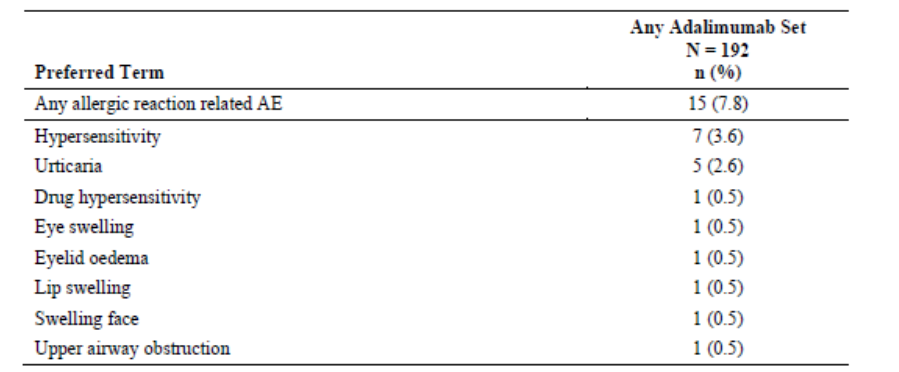 Any Adalimumab Set
N = 192
Preferred Term n (%)
Any allergic reaction related AE 15 (7.8)
Hypersensitivity 7 (3.6)
Urticaria 5 (2.6)
Drug hypersensitivity 1 (0.5)
Eye swelling 1 (0.5)
Eyelid oedema 1 (0.5)
Lip swelling 1 (0.5)
Swelling face 1 (0.5)
Upper airway obstruction 1 (0.5)